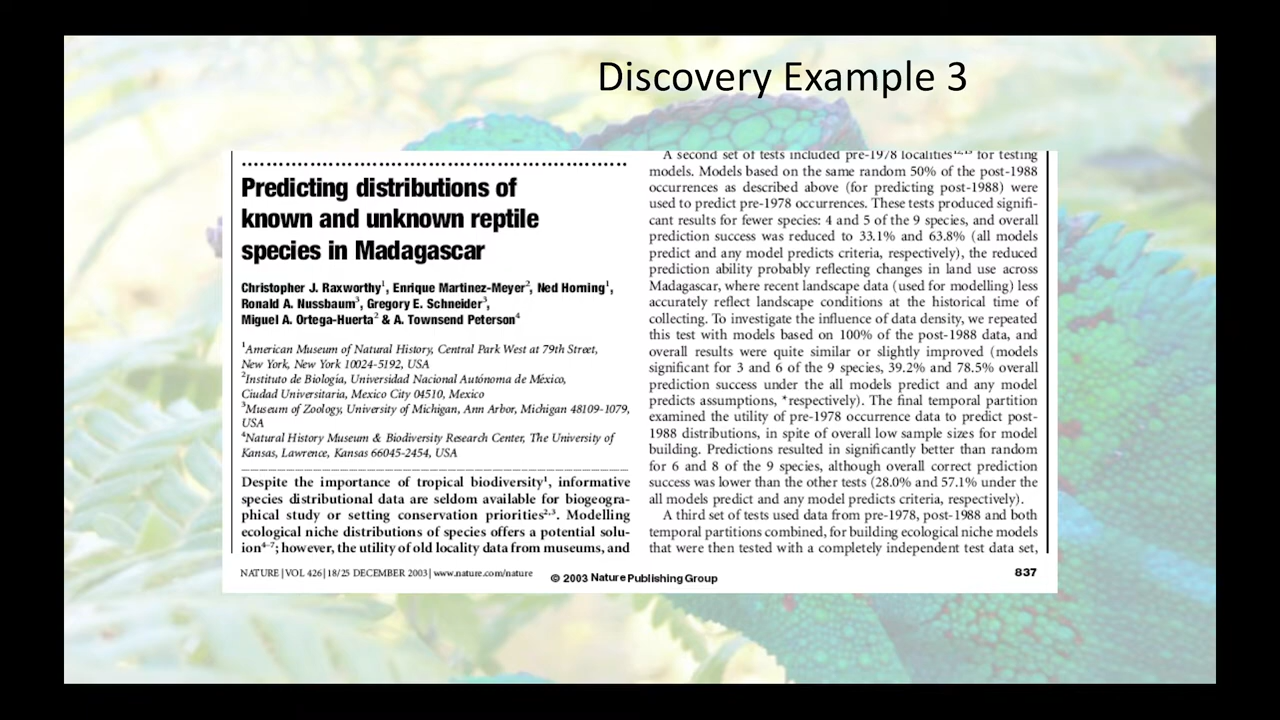 Discovery Example 3
Predicting distributions of
known and unknown reptile
species in Madagascar
Christopher J. Raxworthy¹, Enrique Martinez-Meyer², Ned Horning¹,
Ronald A. Nussbaum³, Gregory E. Schneider³,
Miguel A. Ortega-Huerta² & A. Townsend Peterson⁴
¹American Museum of Natural History, Central Park West at 79th Street,
New York, New York 10024-5192, USA
²Instituto de Biologia, Universidad Nacional Autónoma de México,
Ciudad Universitaria, Mexico City 04510, Mexico
³Museum of Zoology, University of Michigan, Ann Arbor, Michigan 48109-1079,
USA
⁴Natural History Museum & Biodiversity Research Center, The University of
Kansas, Lawrence, Kansas 66045-2454, USA
Despite the importance of tropical biodiversity¹, informative
species distributional data are seldom available for biogeogra-
phical study or setting conservation priorities²,³. Modelling
ecological niche distributions of species offers a potential solu-
ion⁴⁻⁷; however, the utility of old locality data from museums, and
A second set of tests included pre-1978 localities for testing
models. Models based on the same random 50% of the post-1988
occurrences as described above (for predicting post-1988) were
used to predict pre-1978 occurrences. These tests produced signifi-
cant results for fewer species: 4 and 5 of the 9 species, and overall
prediction success was reduced to 33.1% and 63.8% (all models
predict and any model predicts criteria, respectively), the reduced
prediction ability probably reflecting changes in land use across
Madagascar, where recent landscape data (used for modelling) less
accurately reflect landscape conditions at the historical time of
collecting. To investigate the influence of data density, we repeated
this test with models based on 100% of the post-1988 data, and
overall results were quite similar or slightly improved (models
significant for 3 and 6 of the 9 species, 39.2% and 78.5% overall
prediction success under the all models predict and any model
predicts assumptions, *respectively). The final temporal partition
examined the utility of pre-1978 occurrence data to predict post-
1988 distributions, in spite of overall low sample sizes for model
building. Predictions resulted in significantly better than random
for 6 and 8 of the 9 species, although overall correct prediction
success was lower than the other tests (28.0% and 57.1% under the
all models predict and any model predicts criteria, respectively).
A third set of tests used data from pre-1978, post-1988 and both
temporal partitions combined, for building ecological niche models
that were then tested with a completely independent test data set,
NATURE | VOL 426 | 18/25 DECEMBER 2003 | www.nature.com/nature
© 2003 Nature Publishing Group
837